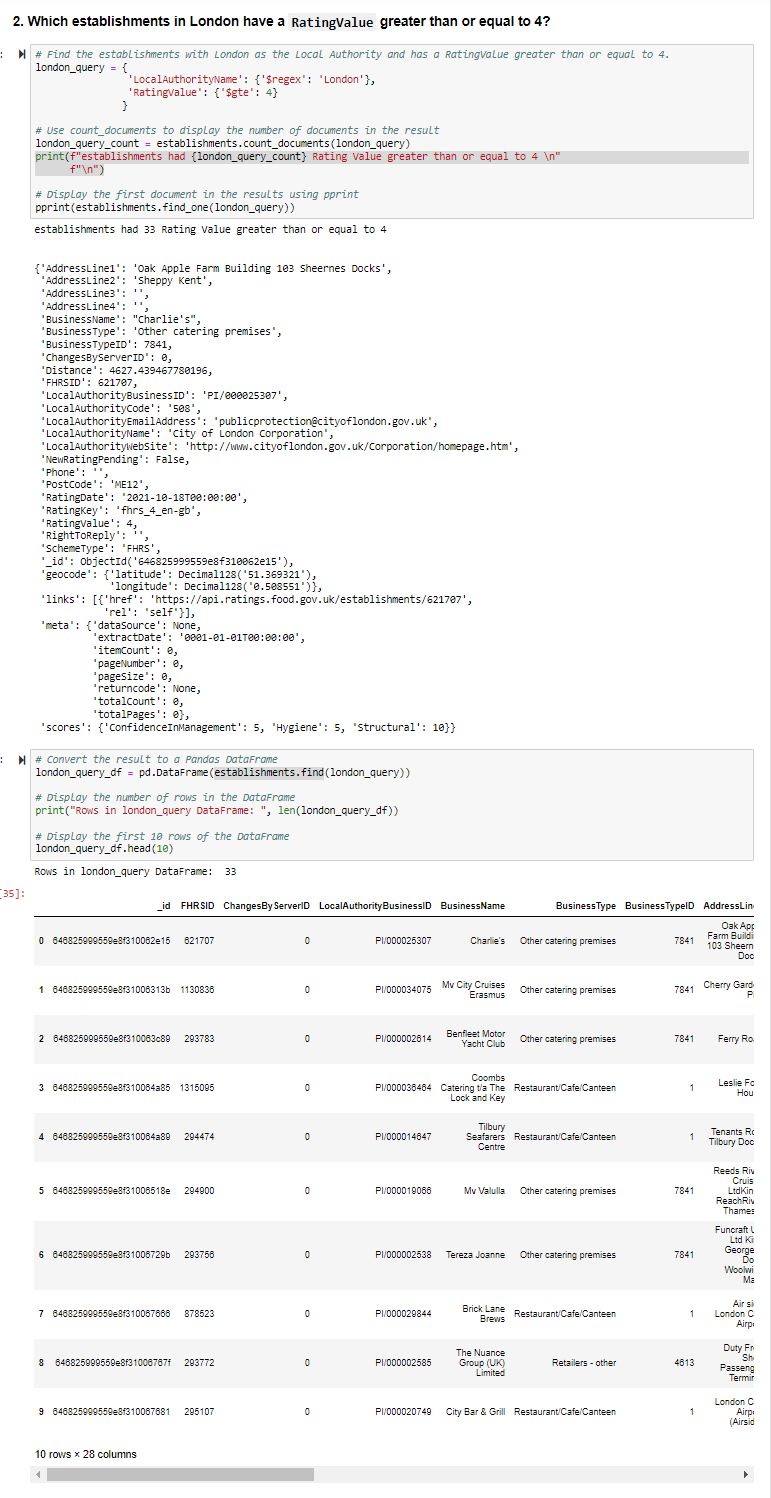 2. Which establishments in London have a RatingValue greater than or equal to 4?
# Find the establishments with London as the Local Authority and has a RatingValue greater than or equal to 4.
london_query = {
'LocalAuthorityName': {'$regex': 'London'},
'RatingValue': {'$gte': 4}
}
# Use count_documents to display the number of documents in the result
london_query_count = establishments.count_documents(london_query)
print(f"establishments had {london_query_count} Rating Value greater than or equal to 4 \n"
f"\n")
# Display the first document in the results using pprint
pprint(establishments.find_one(london_query))
establishments had 33 Rating Value greater than or equal to 4
{'AddressLine1': 'Oak Apple Farm Building 103 Sheernes Docks',
'AddressLine2': 'Sheppy Kent',
'AddressLine3': '',
'AddressLine4': '',
'BusinessName': "Charlie's",
'BusinessType': 'Other catering premises',
'BusinessTypeID': 7841,
'ChangesByServerID': 0,
'Distance': 4627.439467780196,
'FHRSID': 621707,
'LocalAuthorityBusinessID': 'PI/000025307',
'LocalAuthorityCode': '508',
'LocalAuthorityEmailAddress': 'publicprotection@cityoflondon.gov.uk',
'LocalAuthorityName': 'City of London Corporation',
'LocalAuthorityWebSite': 'http://www.cityoflondon.gov.uk/Corporation/homepage.htm',
'NewRatingPending': False,
'Phone': '',
'PostCode': 'ME12',
'RatingDate': '2021-10-18T00:00:00',
'RatingKey': 'fhrs_4_en-gb',
'RatingValue': 4,
'RightToReply': '',
'SchemeType': 'FHRS',
'_id': ObjectId('646825999559e8f310062e15'),
'geocode': {'latitude': Decimal128('51.369321'),
'longitude': Decimal128('0.508551')},
'links': [{'href': 'https://api.ratings.food.gov.uk/establishments/621707',
'rel': 'self'}],
'meta': {'dataSource': None,
'extractDate': '0001-01-01T00:00:00',
'itemCount': 0,
'pageNumber': 0,
'pageSize': 0,
'returncode': None,
'totalCount': 0,
'totalPages': 0},
'scores': {'ConfidenceInManagement': 5, 'Hygiene': 5, 'Structural': 10}}
# Convert the result to a Pandas DataFrame
london_query_df = pd.DataFrame(establishments.find(london_query))
# Display the number of rows in the DataFrame
print("Rows in london_query DataFrame: ", len(london_query_df))
# Display the first 10 rows of the DataFrame
london_query_df.head(10)
Rows in london_query DataFrame:  33
[35]:
_id FHRSID ChangesByServerID LocalAuthorityBusinessID BusinessName BusinessType BusinessTypeID AddressLin
0 646825999559e8f310062e15 621707 0 PI/000025307 Charlie's Other catering premises 7841 Oak App
Farm Buildi
103 Sheern
Doc
1 646825999559e8f31006313b 1130836 0 PI/000034075 Mv City Cruises
Erasmus Other catering premises 7841 Cherry Gard
P
2 646825999559e8f310063c89 293783 0 PI/000002614 Benfleet Motor
Yacht Club Other catering premises 7841 Ferry Ro
3 646825999559e8f310064a85 1315095 0 PI/000036464 Coombs
Catering t/a The
Lock and Key Restaurant/Cafe/Canteen 1 Leslie Fo
Hou
4 646825999559e8f310064a89 294474 0 PI/000014647 Tilbury
Seafarers
Centre Restaurant/Cafe/Canteen 1 Tenants Ro
Tilbury Doc
5 646825999559e8f31006518e 294900 0 PI/000019066 Mv Valulla Other catering premises 7841 Reeds Riv
Cruis
LtdKin
ReachRiv
Thames
6 646825999559e8f31006729b 293756 0 PI/000002538 Tereza Joanne Other catering premises 7841 Funcraft U
Ltd Ki
George
Do
Woolwi
Ma
7 646825999559e8f310067666 878523 0 PI/000029844 Brick Lane
Brews Restaurant/Cafe/Canteen 1 Air si
London C
Airp
8 646825999559e8f31006767f 293772 0 PI/000002585 The Nuance
Group (UK)
Limited Retailers - other 4613 Duty Fr
Sh
Passeng
Termin
9 646825999559e8f310067681 295107 0 PI/000020749 City Bar & Grill Restaurant/Cafe/Canteen 1 London C
Airp
(Airsid
10 rows × 28 columns